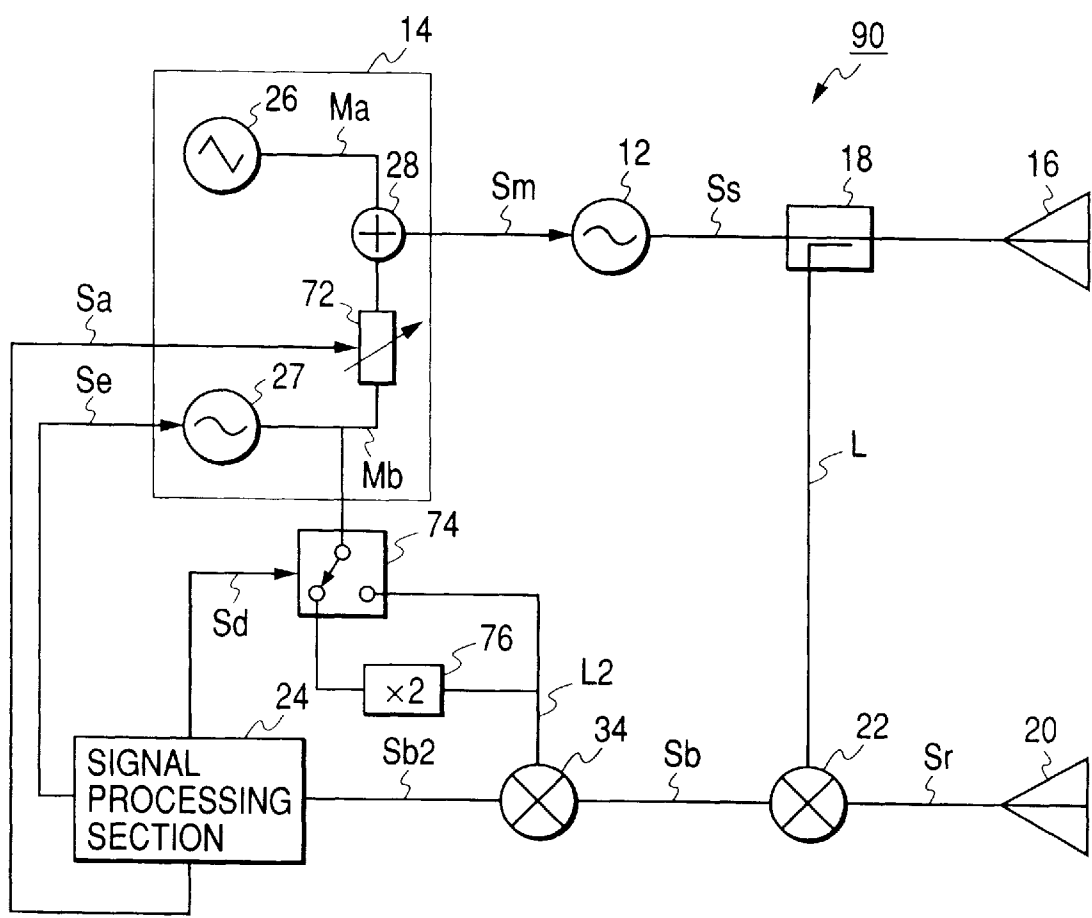 14
90
26
Ma
28
Sm
12
Ss
18
16
72
Sa
Se
27
Mb
L
74
Sd
76
×2
L2
24
34
22
20
Sb2
Sb
Sr
SIGNAL
PROCESSING
SECTION